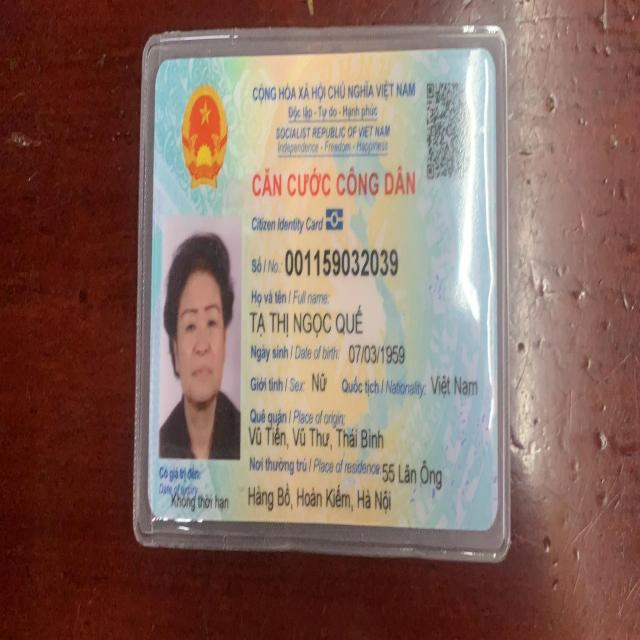 CỘNG HÒA XÃ HỘI CHỦ NGHĨA VIỆT NAM
Độc lập - Tự do - Hạnh phúc
SOCIALIST REPUBLIC OF VIET NAM
Independence - Freedom - Happiness
CĂN CƯỚC CÔNG DÂN
Citizen Identity Card
Số / No.: 001159032039
Họ và tên / Full name:
TẠ THỊ NGỌC QUẾ
Ngày sinh / Date of birth: 07/03/1959
Giới tính / Sex: Nữ Quốc tịch / Nationality: Việt Nam
Quê quán / Place of origin:
Vũ Tiến, Vũ Thư, Thái Bình
Nơi thường trú / Place of residence: 55 Lãn Ông
Hàng Bồ, Hoàn Kiếm, Hà Nội
Có giá trị đến:
Date of expiry
Không thời hạn